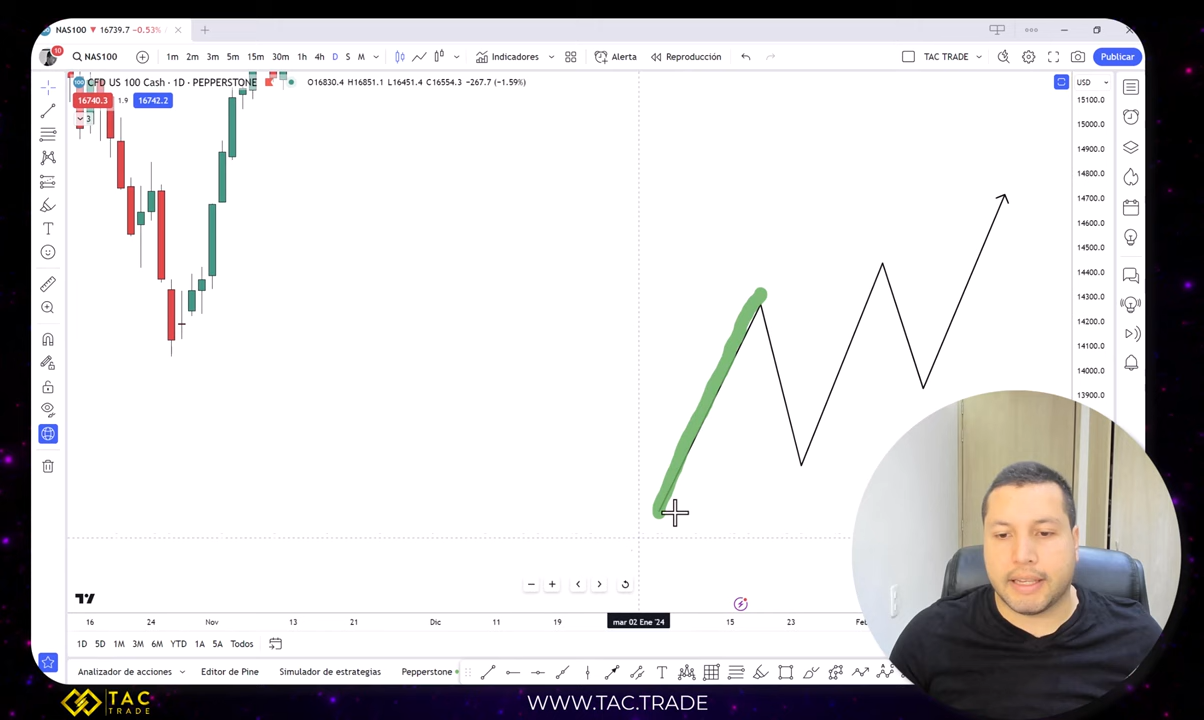 NAS100 ▼ 16739.7 −0.53%
10
NAS100
1m 2m 3m 5m 15m 30m 1h 4h D S M
Indicadores
Alerta
Reproducción
TAC TRADE
Publicar
100
CFD US 100 Cash · 1D · PEPPERSTONE
O16830.4 H16851.1 L16451.4 C16554.3 −267.7 (−1.59%)
USD
16740.3 1.9 16742.2
3
15100.0
15000.0
14900.0
14800.0
14700.0
14600.0
14500.0
14400.0
14300.0
14200.0
14100.0
14000.0
13900.0
16 24 Nov 13 21 Dic 11 19 mar 02 Ene '24 15 23
1D 5D 1M 3M 6M YTD 1A 5A Todos
Analizador de acciones
Editor de Pine
Simulador de estrategias
Pepperstone
TAC
TRADE
WWW.TAC.TRADE